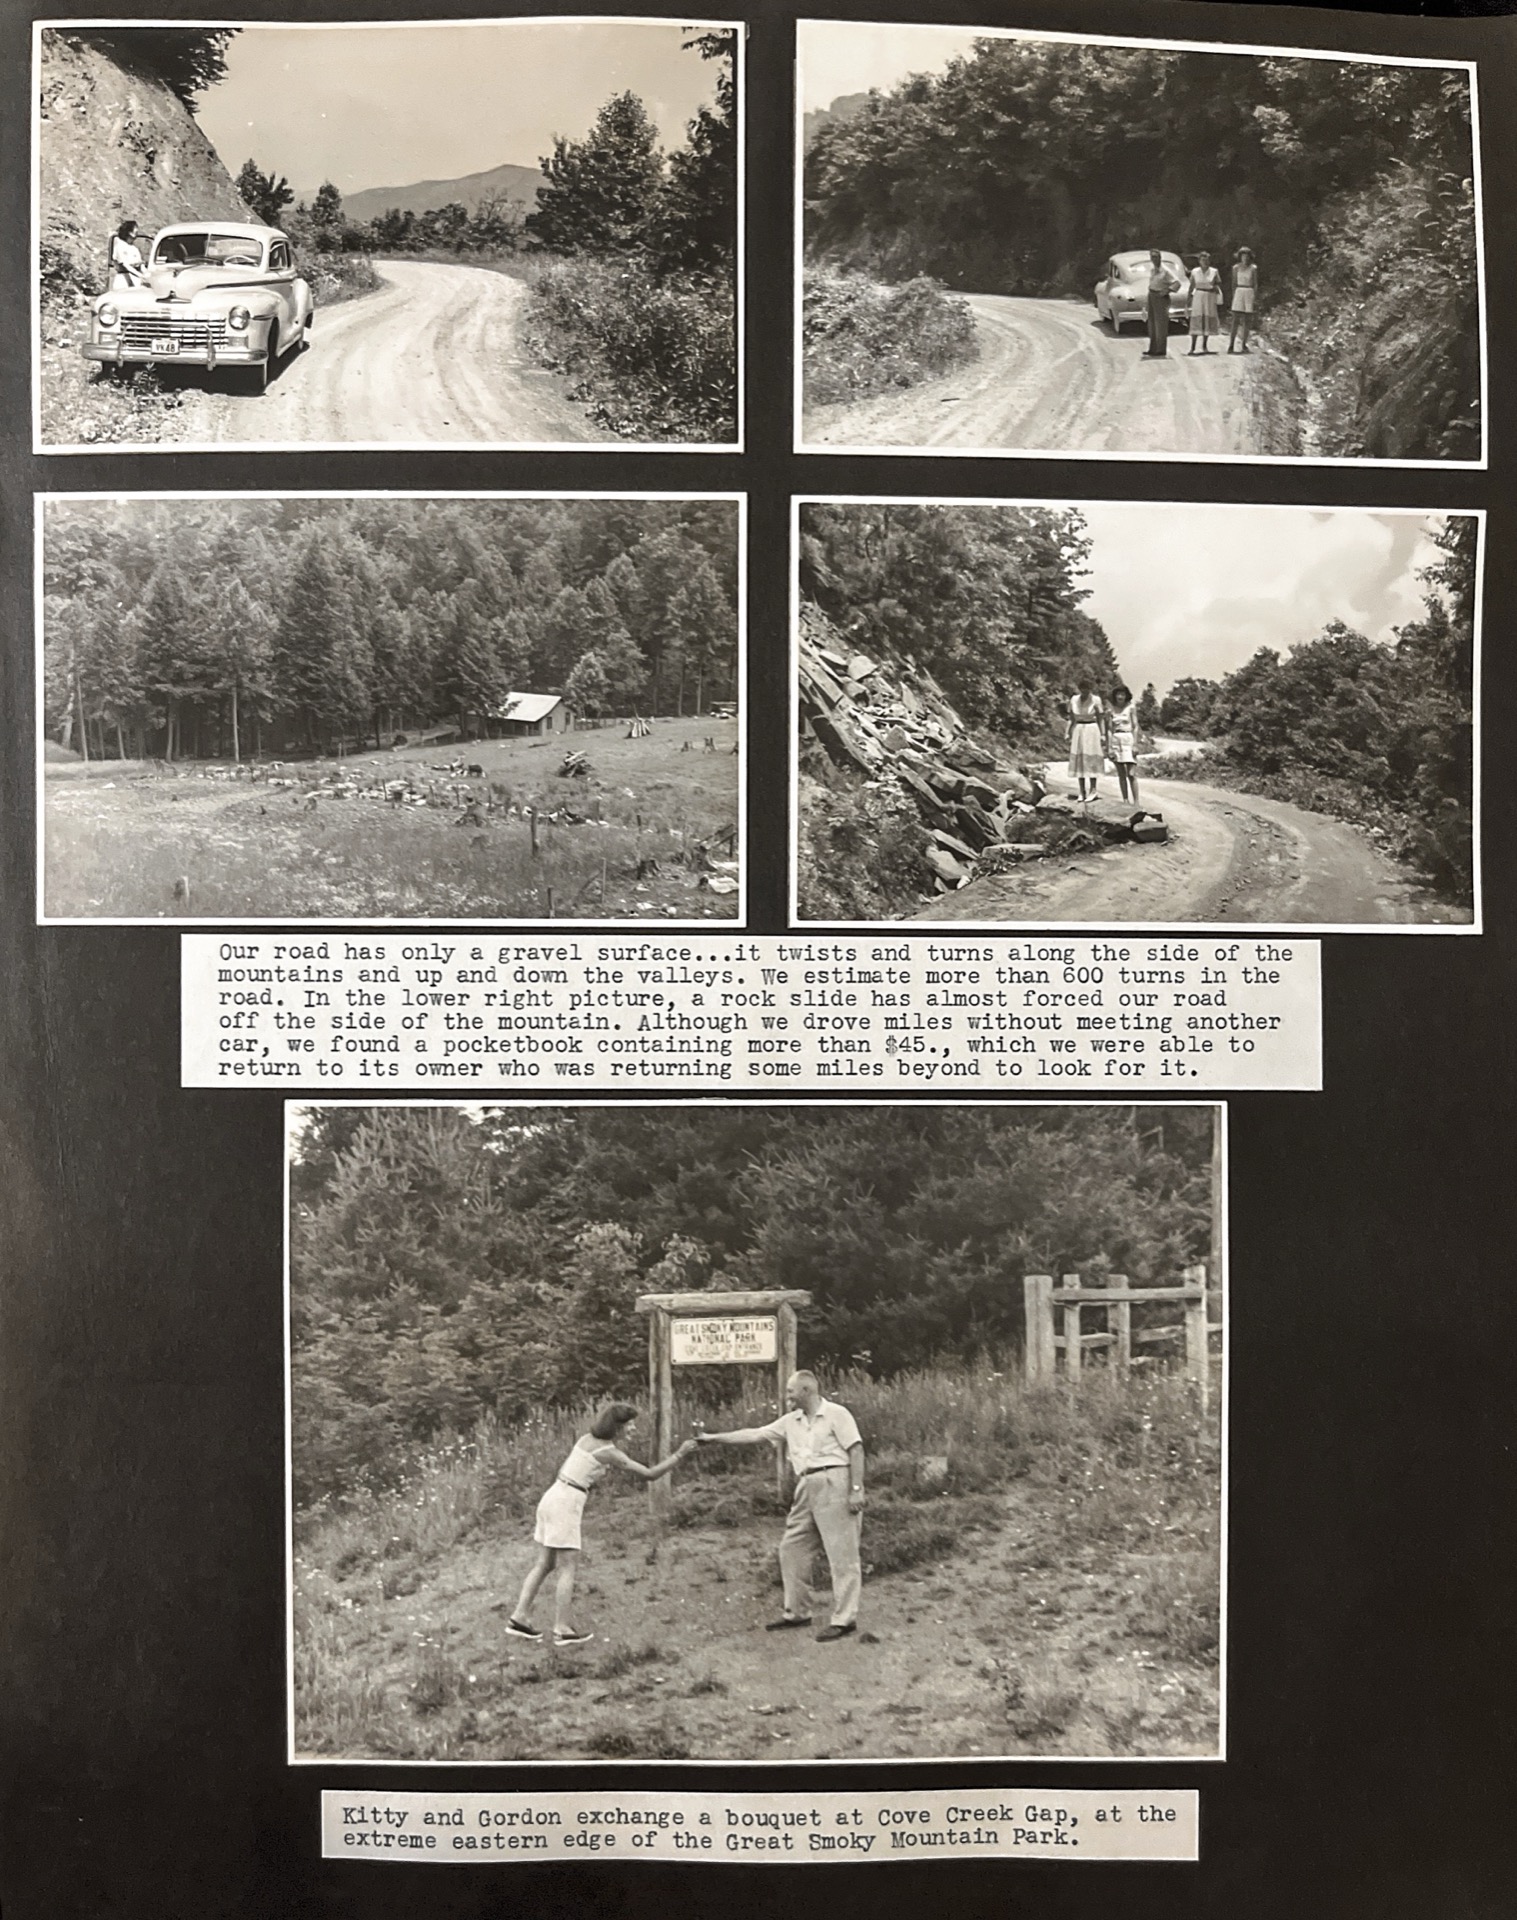 VK48
Our road has only a gravel surface...it twists and turns along the side of the
mountains and up and down the valleys. We estimate more than 600 turns in the
road. In the lower right picture, a rock slide has almost forced our road
off the side of the mountain. Although we drove miles without meeting another
car, we found a pocketbook containing more than $45., which we were able to
return to its owner who was returning some miles beyond to look for it.
GREAT SMOKY MOUNTAINS
NATIONAL PARK
Kitty and Gordon exchange a bouquet at Cove Creek Gap, at the
extreme eastern edge of the Great Smoky Mountain Park.